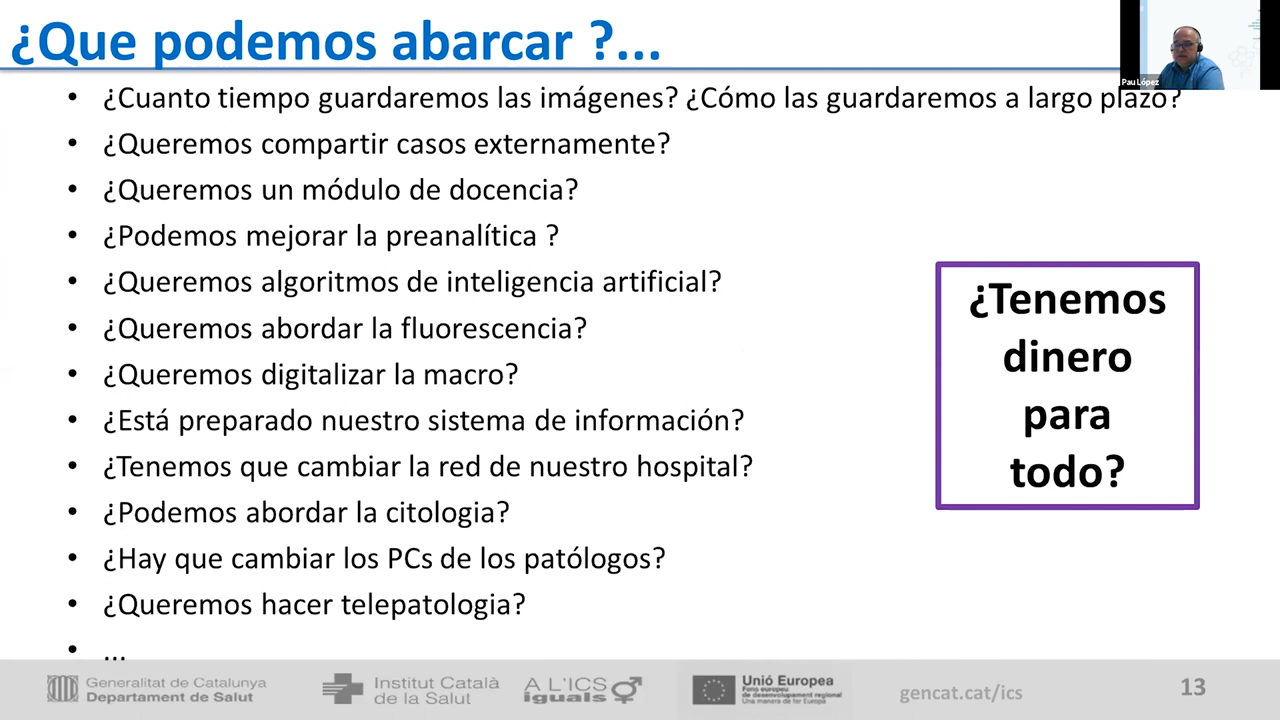 ¿Que podemos abarcar ?...
Pau López
• ¿Cuanto tiempo guardaremos las imágenes? ¿Cómo las guardaremos a largo plazo?
• ¿Queremos compartir casos externamente?
• ¿Queremos un módulo de docencia?
• ¿Podemos mejorar la preanalítica ?
• ¿Queremos algoritmos de inteligencia artificial?
• ¿Queremos abordar la fluorescencia?
• ¿Queremos digitalizar la macro?
• ¿Está preparado nuestro sistema de información?
• ¿Tenemos que cambiar la red de nuestro hospital?
• ¿Podemos abordar la citologia?
• ¿Hay que cambiar los PCs de los patólogos?
• ¿Queremos hacer telepatologia?
• ...
¿Tenemos
dinero
para
todo?
Generalitat de Catalunya
Departament de Salut
Institut Català
de la Salut
A L'ICS
iguals
Unió Europea
Fons europeu
de desenvolupament regional
Una manera de fer Europa
gencat.cat/ics
13